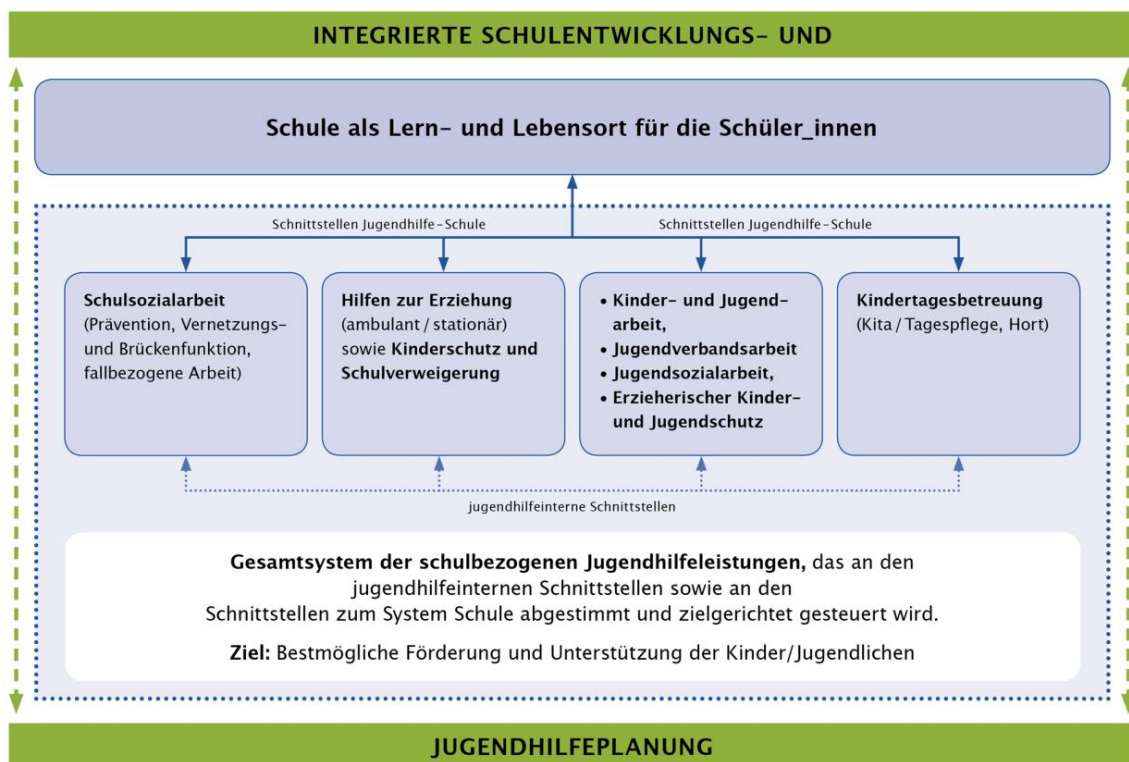 INTEGRIERTE SCHULENTWICKLUNGS- UND
Schule als Lern- und Lebensort für die Schüler_innen
Schnittstellen Jugendhilfe-Schule
Schnittstellen Jugendhilfe-Schule
Schulsozialarbeit
(Prävention, Vernetzungs-
und Brückenfunktion,
fallbezogene Arbeit)
Hilfen zur Erziehung
(ambulant / stationär)
sowie Kinderschutz und
Schulverweigerung
• Kinder- und Jugend-
arbeit,
• Jugendverbandsarbeit
• Jugendsozialarbeit,
• Erzieherischer Kinder-
und Jugendschutz
Kindertagesbetreuung
(Kita / Tagespflege, Hort)
jugendhilfeinterne Schnittstellen
Gesamtsystem der schulbezogenen Jugendhilfeleistungen, das an den
jugendhilfeinternen Schnittstellen sowie an den
Schnittstellen zum System Schule abgestimmt und zielgerichtet gesteuert wird.
Ziel: Bestmögliche Förderung und Unterstützung der Kinder/Jugendlichen
JUGENDHILFEPLANUNG